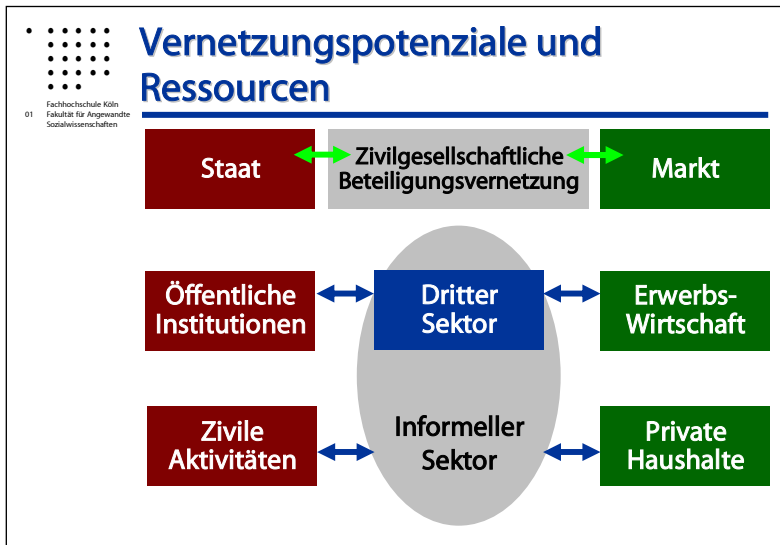 Vernetzungspotenziale und
Ressourcen
Fachhochschule Köln
01 Fakultät für Angewandte
Sozialwissenschaften
Staat
Zivilgesellschaftliche
Beteiligungsvernetzung
Markt
Öffentliche
Institutionen
Dritter
Sektor
Erwerbs-
Wirtschaft
Zivile
Aktivitäten
Informeller
Sektor
Private
Haushalte